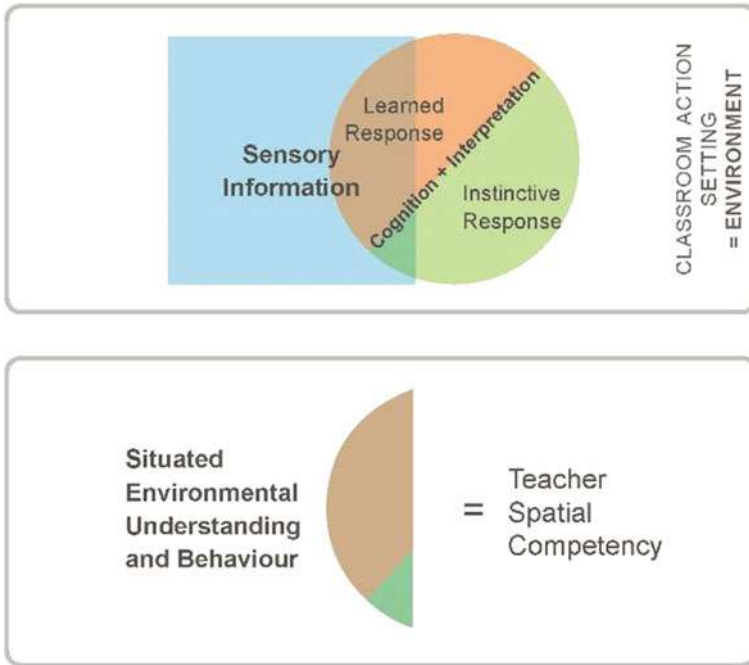 Sensory
Information
Learned
Response
Cognition + Interpretation
Instinctive
Response
CLASSROOM ACTION
SETTING
= ENVIRONMENT
Situated
Environmental
Understanding
and Behaviour
=
Teacher
Spatial
Competency